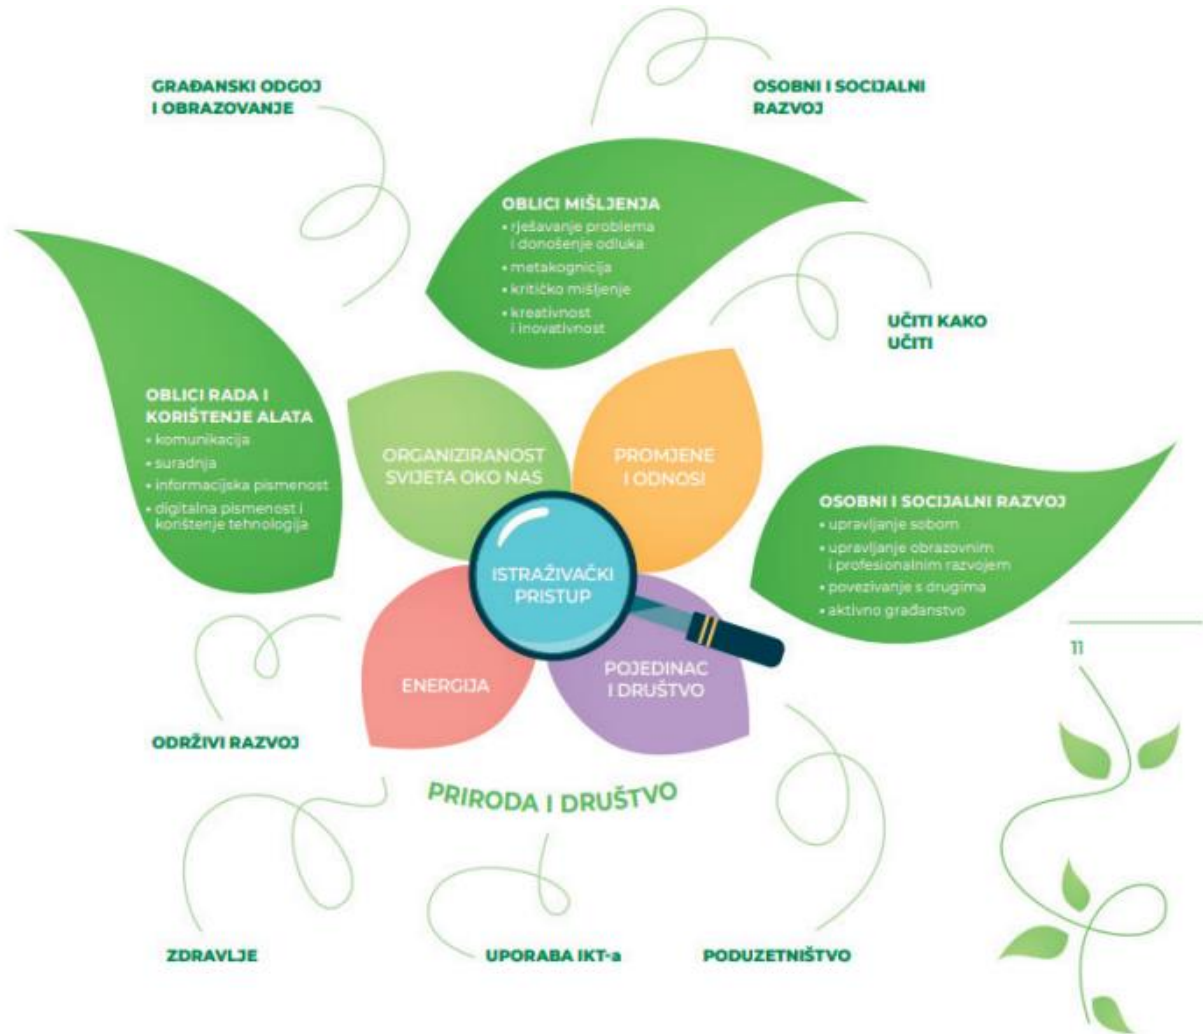 GRAĐANSKI ODGOJ
I OBRAZOVANJE
OSOBNI I SOCIJALNI
RAZVOJ
OBLICI MIŠLJENJA
• rješavanje problema
i donošenje odluka
• metakognicija
• kritičko mišljenje
• kreativnost
i inovativnost
UČITI KAKO
UČITI
OBLICI RADA I
KORIŠTENJE ALATA
• komunikacija
• suradnja
• informacijska pismenost
• digitalna pismenost i
korištenje tehnologija
ORGANIZIRANOST
SVIJETA OKO NAS
PROMJENE
I ODNOSI
OSOBNI I SOCIJALNI RAZVOJ
• upravljanje sobom
• upravljanje obrazovnim
i profesionalnim razvojem
• povezivanje s drugima
• aktivno građanstvo
ISTRAŽIVAČKI
PRISTUP
ENERGIJA
POJEDINAC
I DRUŠTVO
11
ODRŽIVI RAZVOJ
PRIRODA I DRUŠTVO
ZDRAVLJE
UPORABA IKT-a
PODUZETNIŠTVO